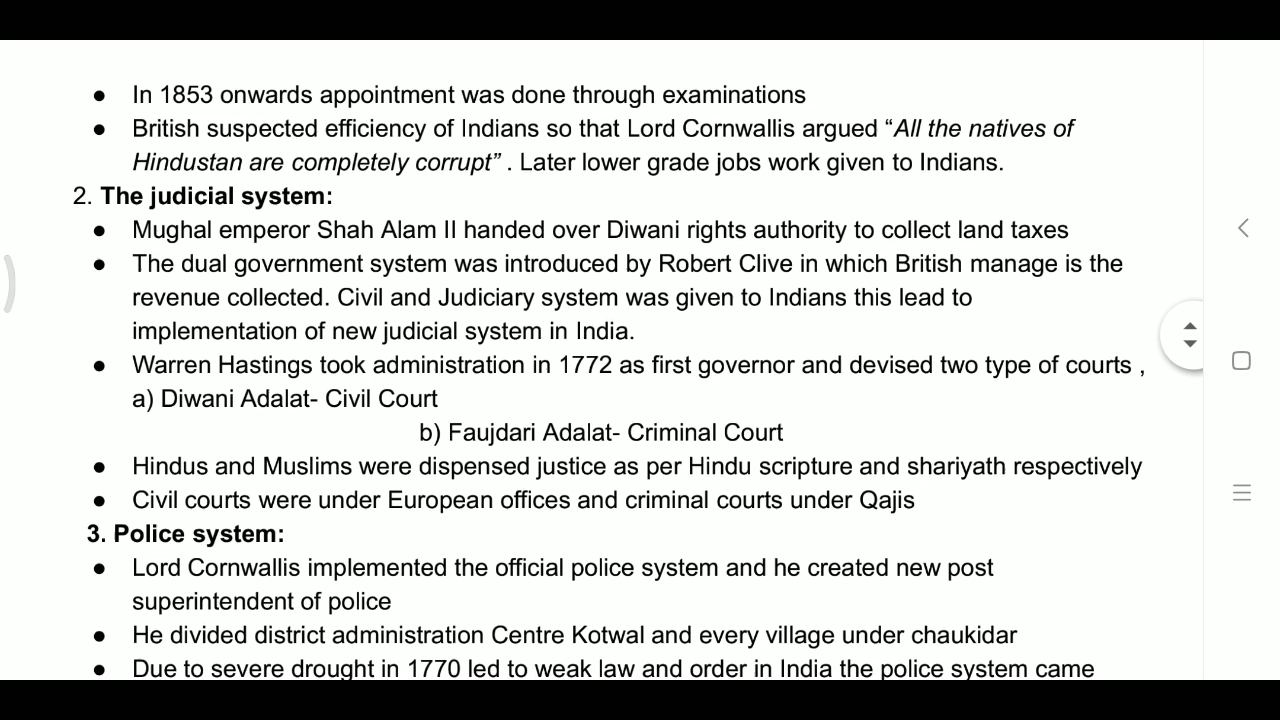 ● In 1853 onwards appointment was done through examinations
● British suspected efficiency of Indians so that Lord Cornwallis argued “All the natives of
Hindustan are completely corrupt” . Later lower grade jobs work given to Indians.
2. The judicial system:
● Mughal emperor Shah Alam II handed over Diwani rights authority to collect land taxes
● The dual government system was introduced by Robert Clive in which British manage is the
revenue collected. Civil and Judiciary system was given to Indians this lead to
implementation of new judicial system in India.
● Warren Hastings took administration in 1772 as first governor and devised two type of courts ,
a) Diwani Adalat- Civil Court
b) Faujdari Adalat- Criminal Court
● Hindus and Muslims were dispensed justice as per Hindu scripture and shariyath respectively
● Civil courts were under European offices and criminal courts under Qajis
3. Police system:
● Lord Cornwallis implemented the official police system and he created new post
superintendent of police
● He divided district administration Centre Kotwal and every village under chaukidar
● Due to severe drought in 1770 led to weak law and order in India the police system came